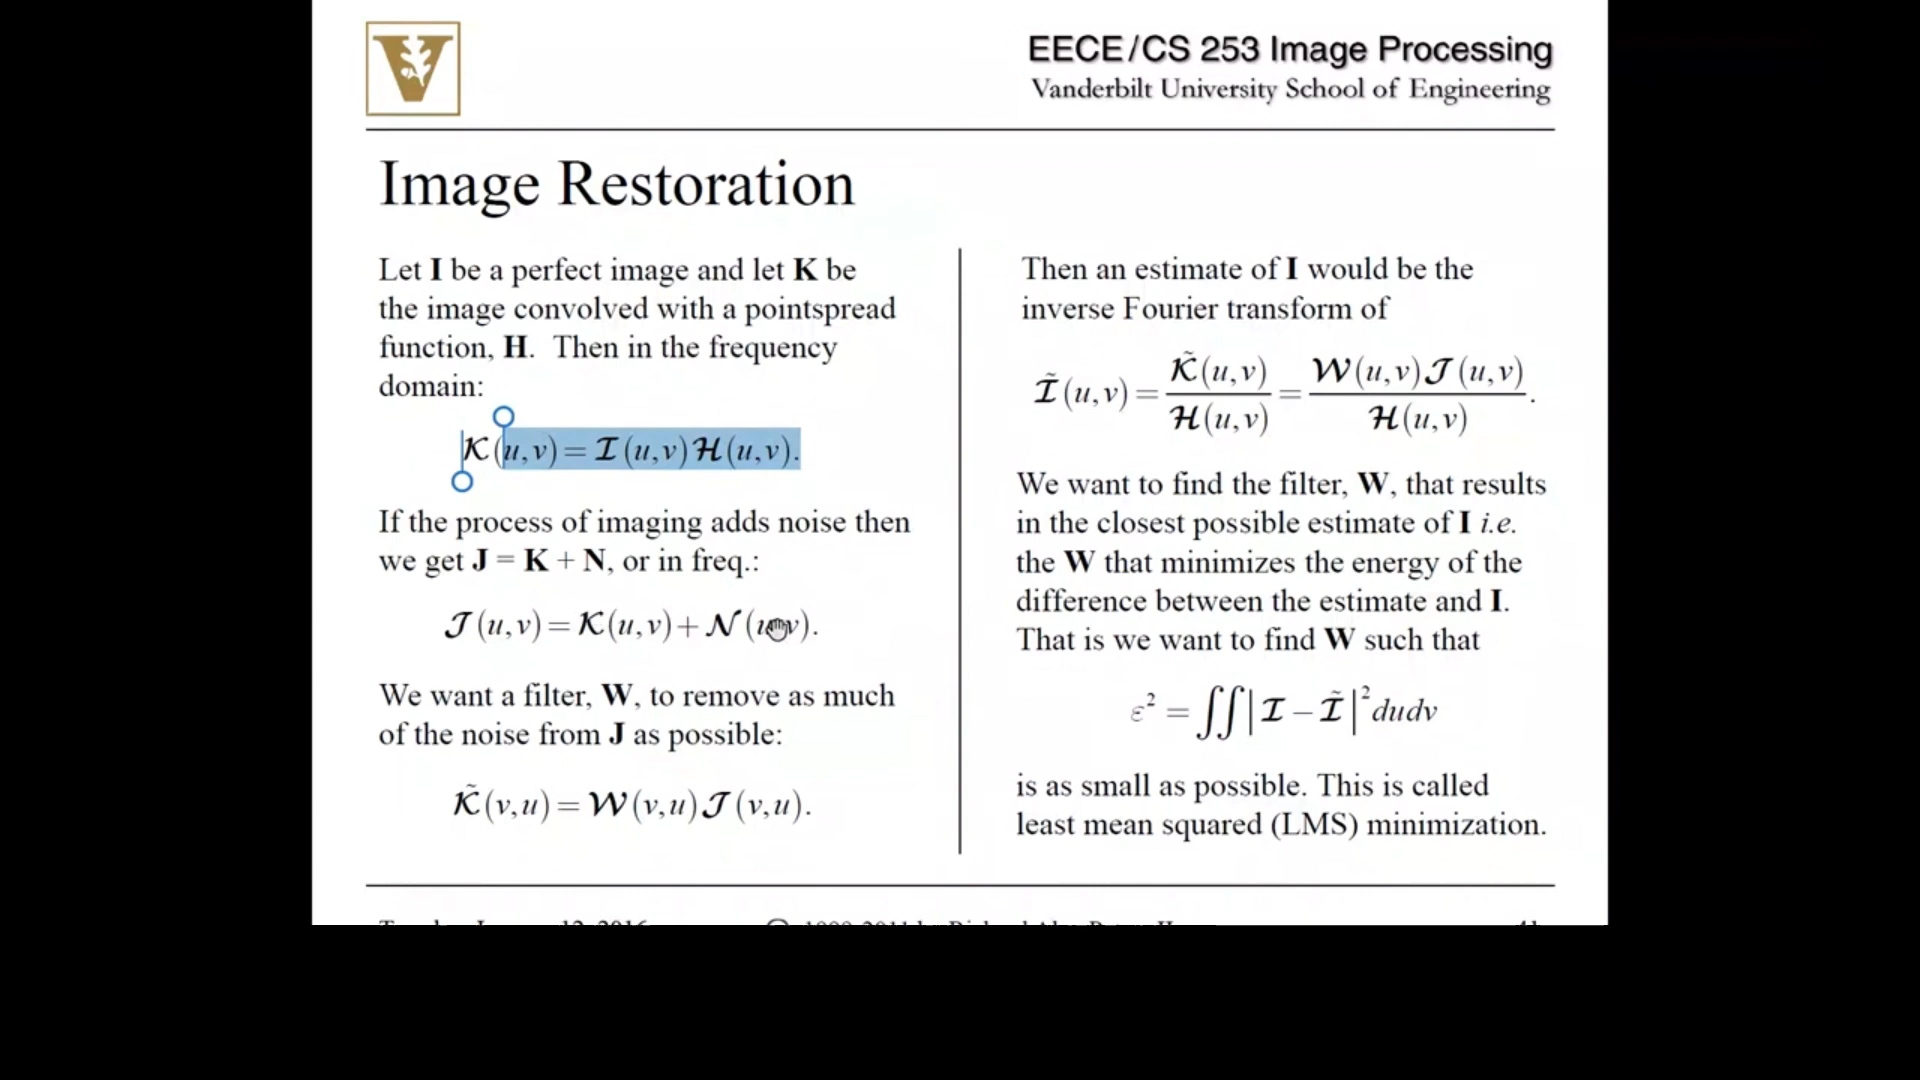 EECE/CS 253 Image Processing
Vanderbilt University School of Engineering
V
Image Restoration
Let I be a perfect image and let K be
the image convolved with a pointspread
function, H. Then in the frequency
domain:
𝒦(u,v) = ℐ(u,v)ℋ(u,v).
If the process of imaging adds noise then
we get J = K + N, or in freq.:
𝒥(u,v) = 𝒦(u,v) + 𝒩(u,v).
We want a filter, W, to remove as much
of the noise from J as possible:
𝒦̃(v,u) = 𝒲(v,u)𝒥(v,u).
Then an estimate of I would be the
inverse Fourier transform of
ℐ̃(u,v) = 𝒦̃(u,v)/ℋ(u,v) = 𝒲(u,v)𝒥(u,v)/ℋ(u,v).
We want to find the filter, W, that results
in the closest possible estimate of I i.e.
the W that minimizes the energy of the
difference between the estimate and I.
That is we want to find W such that
ε² = ∬|ℐ − ℐ̃|² dudv
is as small as possible. This is called
least mean squared (LMS) minimization.